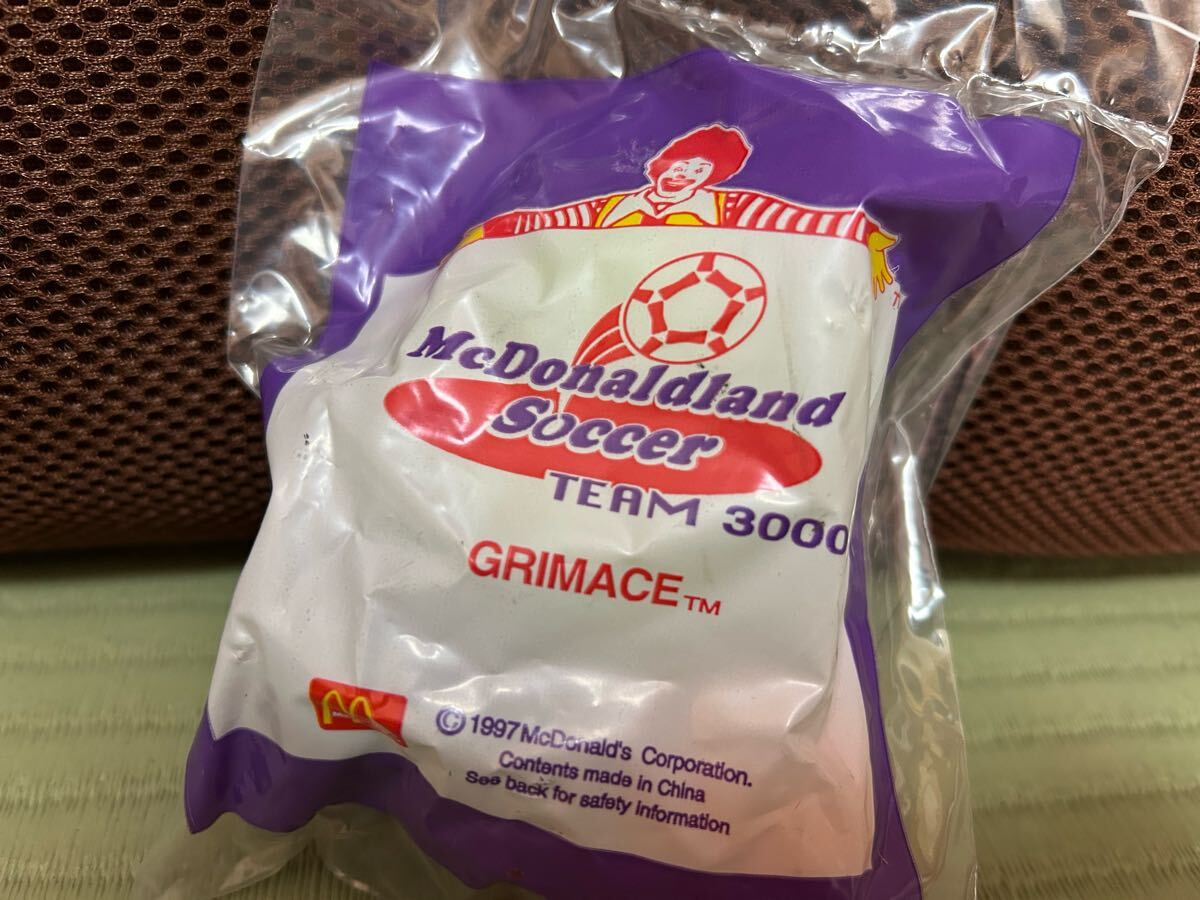 McDonaldland
Soccer
TEAM 3000
GRIMACE™
© 1997 McDonald's Corporation.
Contents made in China
See back for safety information